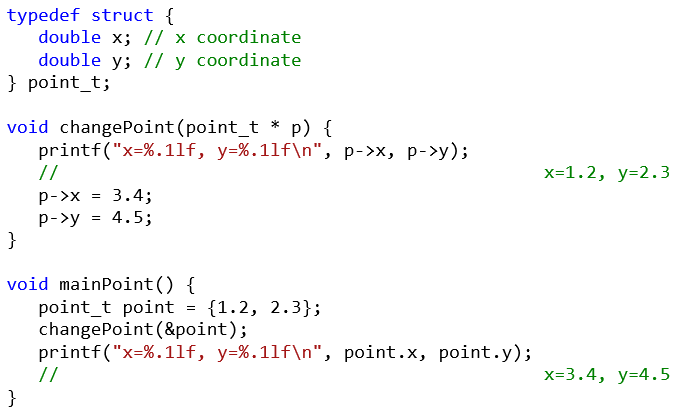 typedef struct {
   double x; // x coordinate
   double y; // y coordinate
} point_t;

void changePoint(point_t * p) {
   printf("x=%.1lf, y=%.1lf\n", p->x, p->y);
   //                                              x=1.2, y=2.3
   p->x = 3.4;
   p->y = 4.5;
}

void mainPoint() {
   point_t point = {1.2, 2.3};
   changePoint(&point);
   printf("x=%.1lf, y=%.1lf\n", point.x, point.y);
   //                                              x=3.4, y=4.5
}